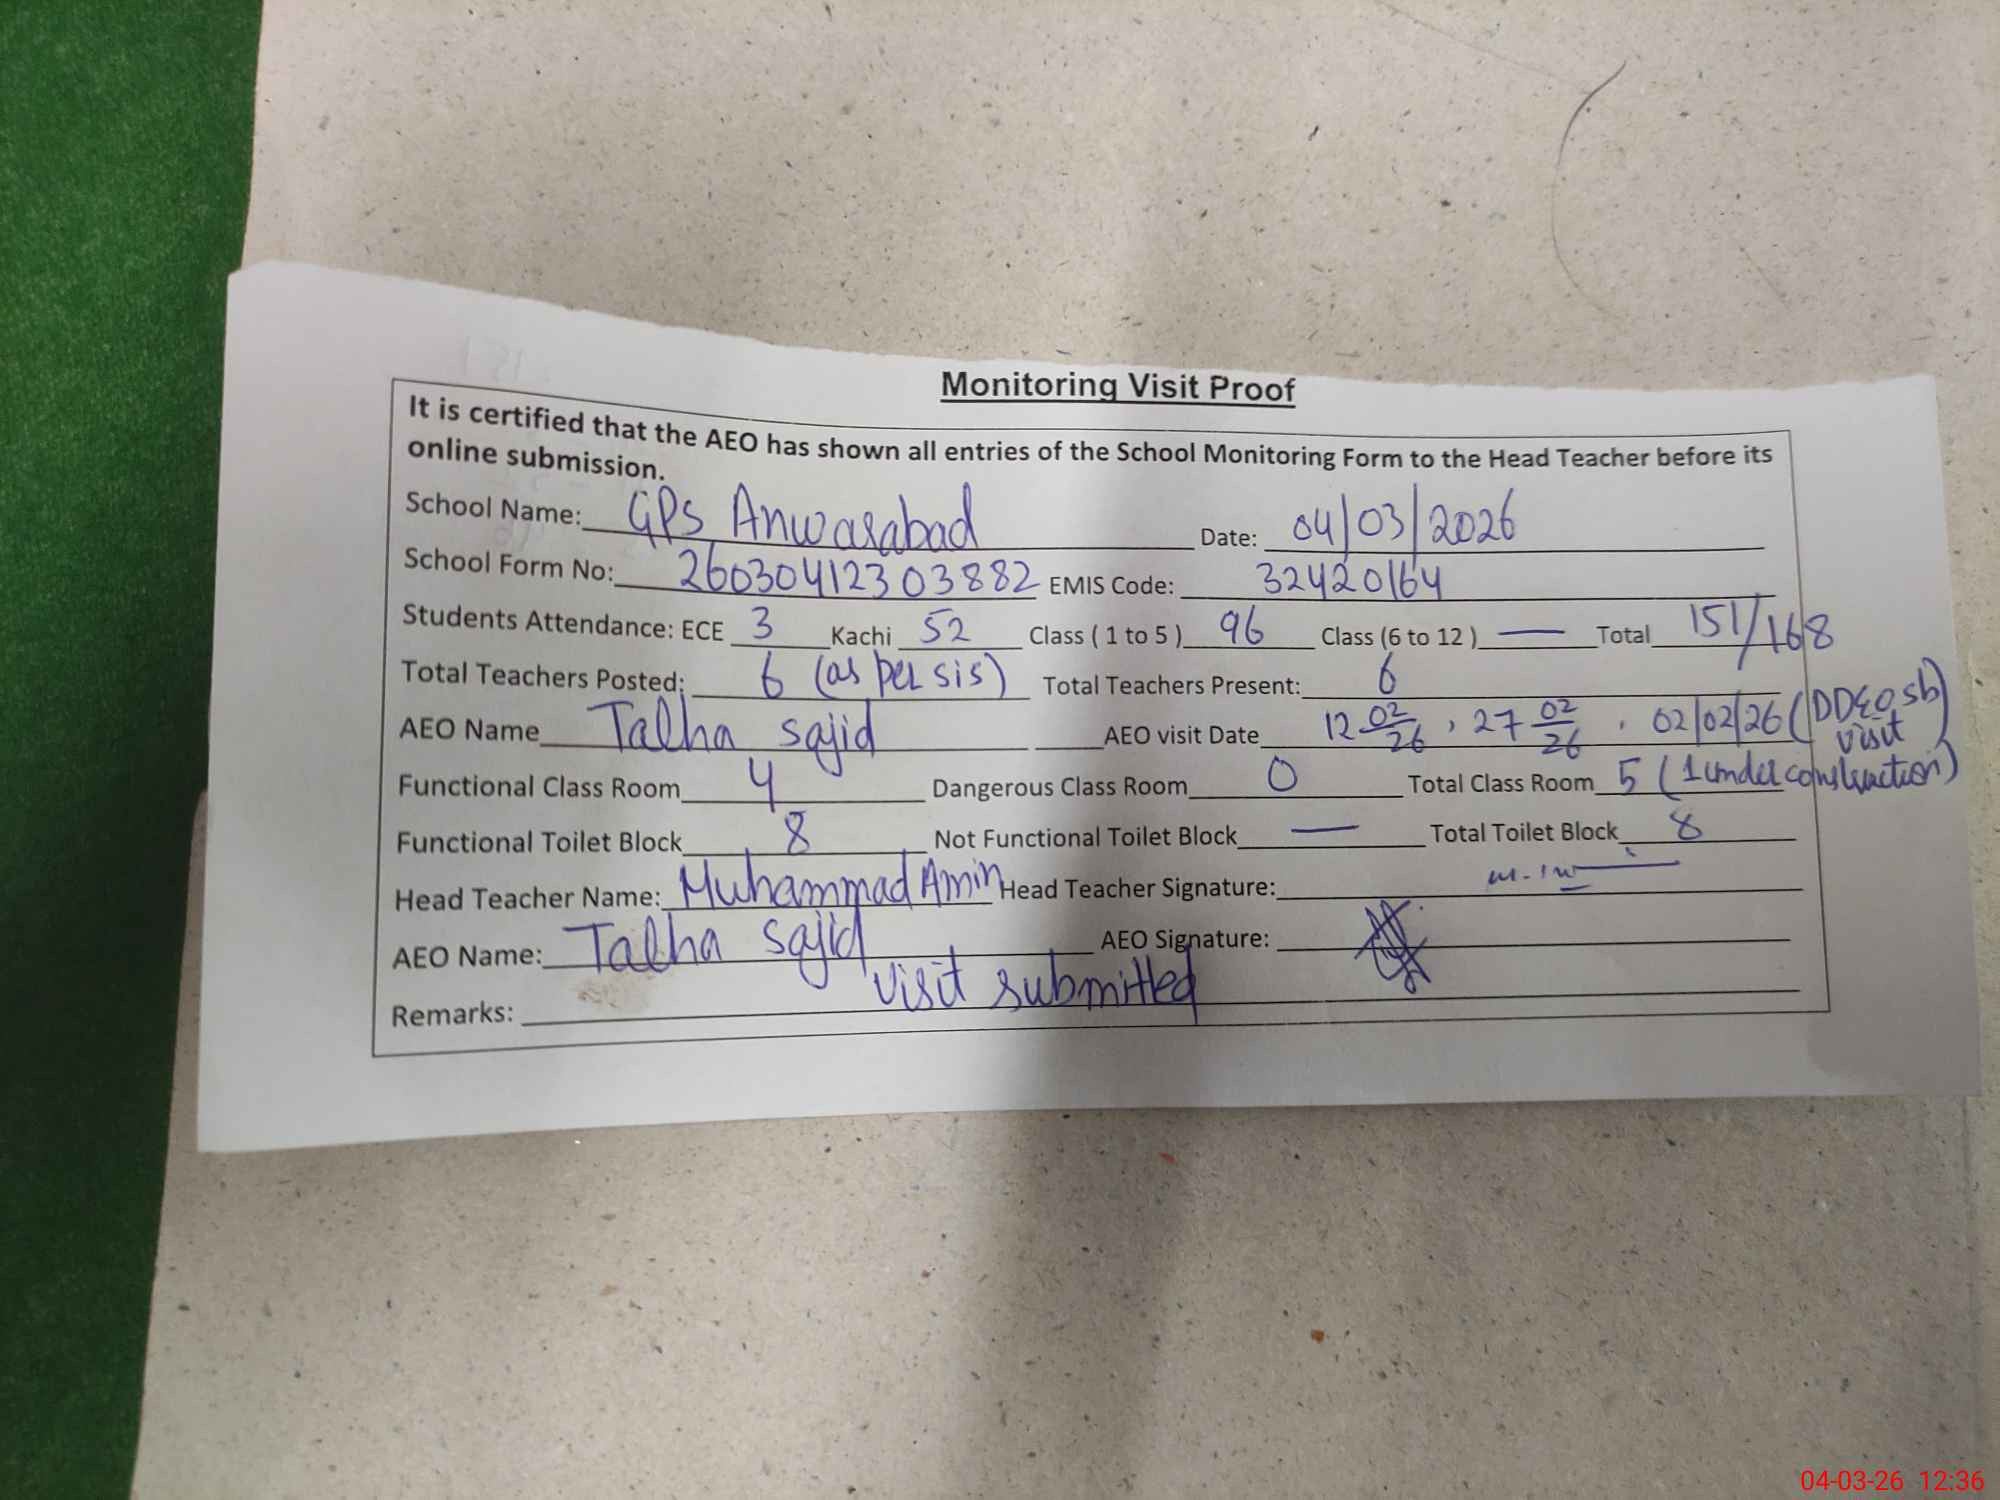 Monitoring Visit Proof
It is certified that the AEO has shown all entries of the School Monitoring Form to the Head Teacher before its
online submission.
School Name: GPS Anwarabad Date: 04/03/2026
School Form No: 26030412303882 EMIS Code: 32420164
Students Attendance: ECE 3 Kachi 52 Class ( 1 to 5 ) 96 Class (6 to 12 ) — Total 151/168
Total Teachers Posted: 6 (as per sis) Total Teachers Present: 6
AEO Name Talha sajid AEO visit Date 12 02/26, 27 02/26, 02/02/26 (DDEO sb visit)
Functional Class Room 4 Dangerous Class Room 0 Total Class Room 5 (1 under construction)
Functional Toilet Block 8 Not Functional Toilet Block — Total Toilet Block 8
Head Teacher Name: Muhammad Amin Head Teacher Signature:
AEO Name: Talha sajid AEO Signature:
Remarks: visit submitted
04-03-26 12:36